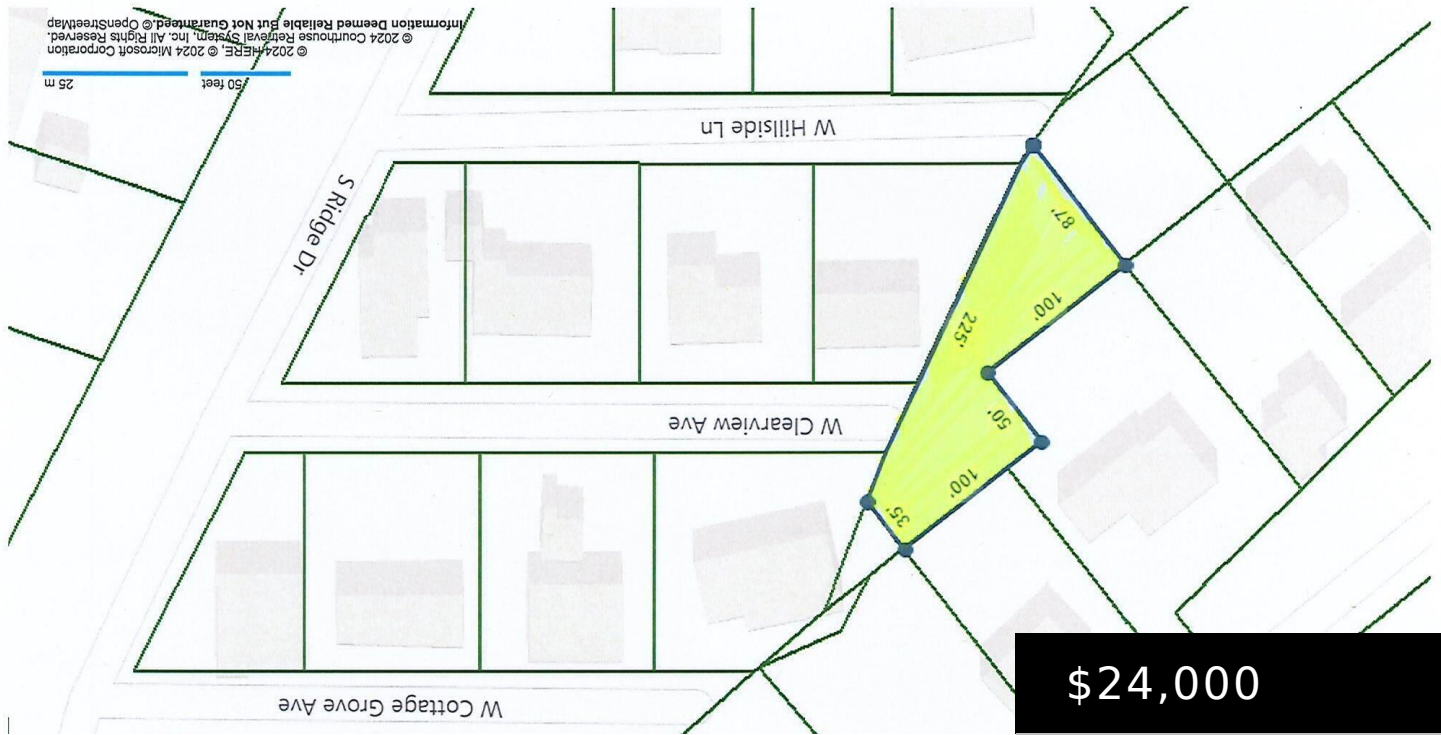 Information Deemed Reliable But Not Guaranteed.© OpenStreetMap
© 2024 Courthouse Retrieval System, Inc. All Rights Reserved.
© 2024 HERE, © 2024 Microsoft Corporation
25 m
50 feet
W Hillside Ln
S Ridge Dr
87'
100'
225'
50'
W Clearview Ave
100'
35'
W Cottage Grove Ave
$24,000